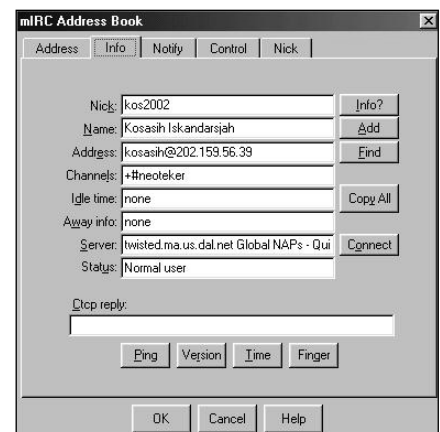 mIRC Address Book
Address Info Notify Control Nick
Nick: kos2002 Info?
Name: Kosasih Iskandarsjah Add
Address: kosasih@202.159.56.39 Find
Channels: +#neoteker
Idle time: none Copy All
Away info: none
Server: twisted.ma.us.dal.net Global NAPs - Qui Connect
Status: Normal user
Ctcp reply:
Ping Version Time Finger
OK Cancel Help